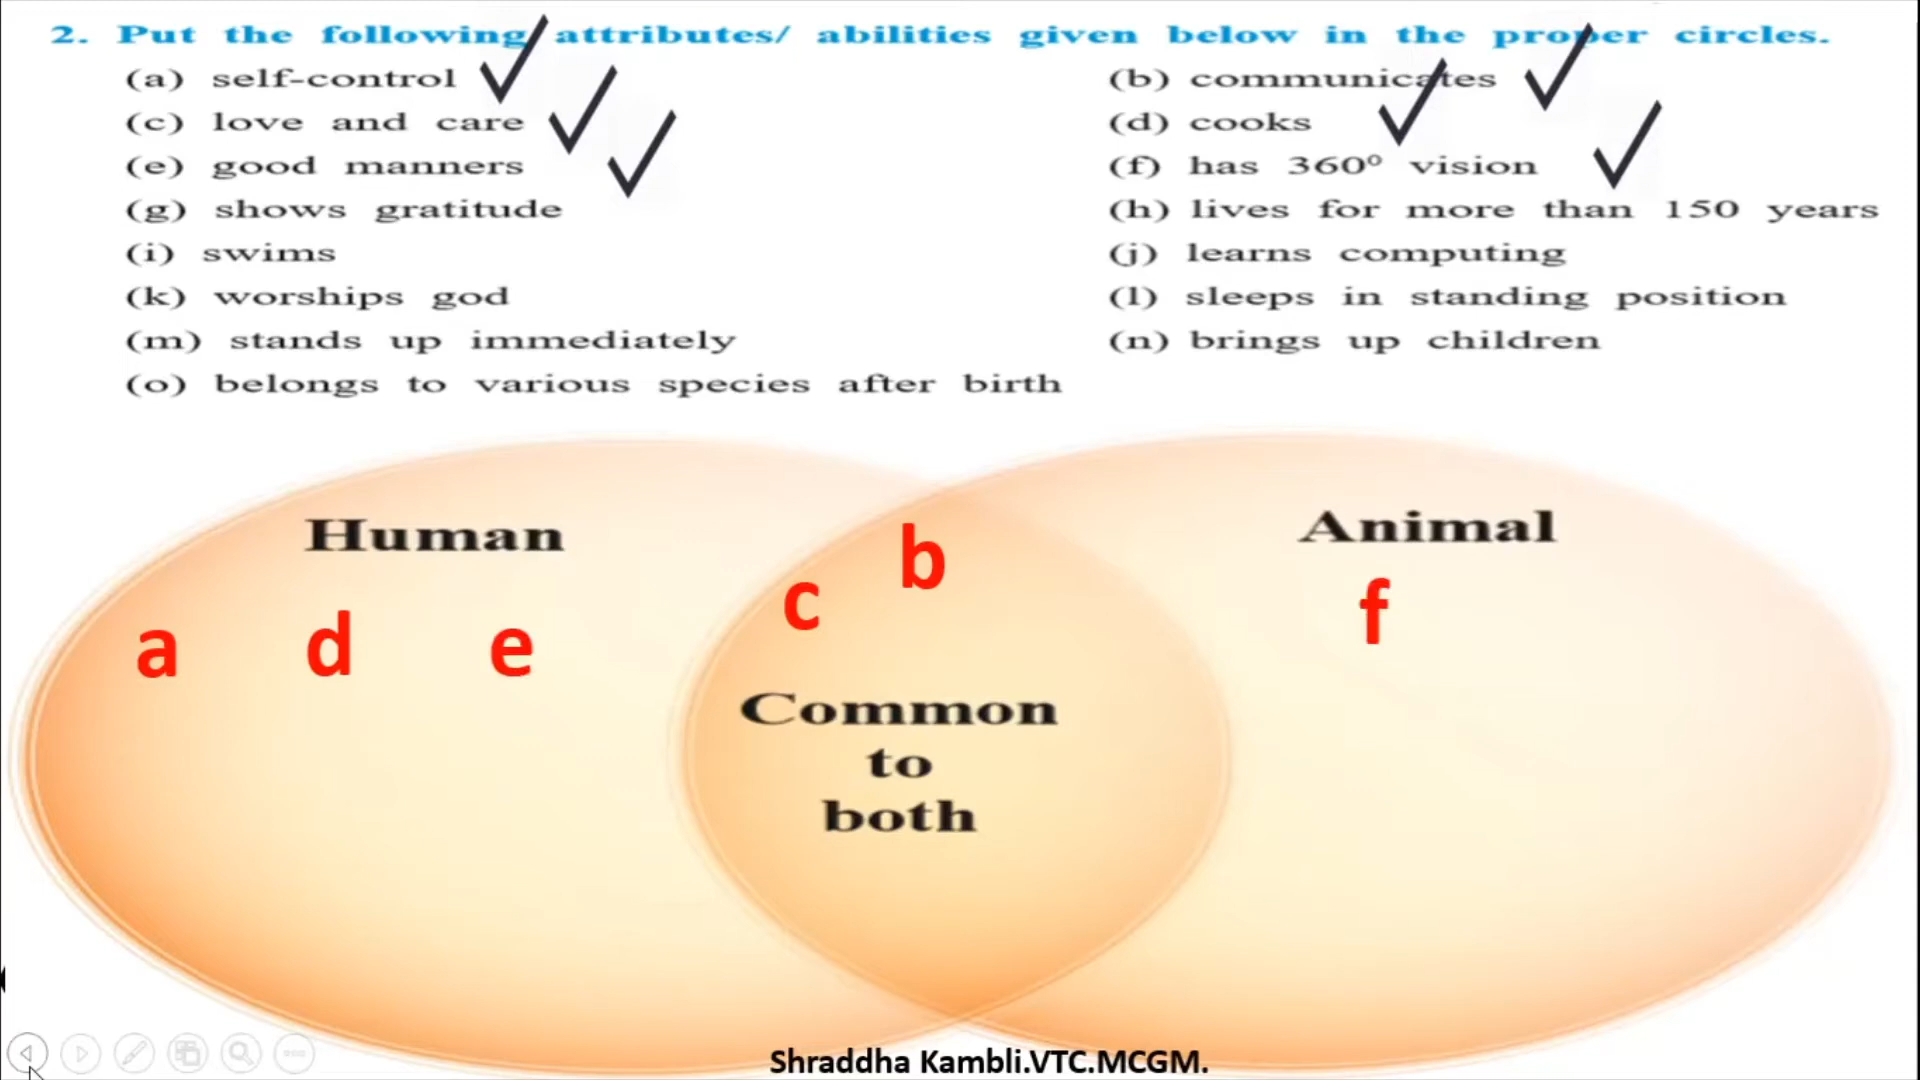 2. Put the following attributes/ abilities given below in the proper circles.
(a) self-control (b) communicates
(c) love and care (d) cooks
(e) good manners (f) has 360⁰ vision
(g) shows gratitude (h) lives for more than 150 years
(i) swims (j) learns computing
(k) worships god (l) sleeps in standing position
(m) stands up immediately (n) brings up children
(o) belongs to various species after birth
Human
Animal
b
c
f
a d e
Common
to
both
Shraddha Kambli.VTC.MCGM.